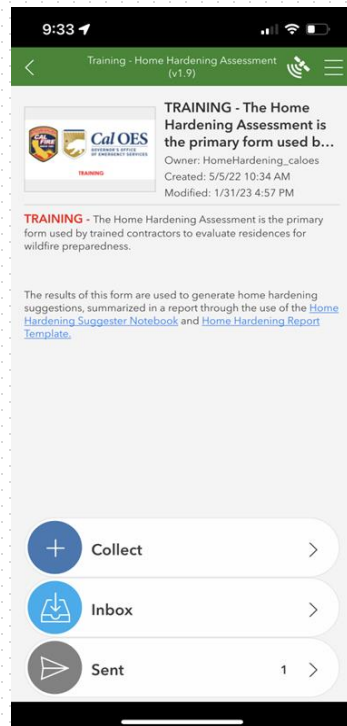 9:33
Training - Home Hardening Assessment
(v1.9)
CAL
FIRE
Cal OES
GOVERNOR'S OFFICE
OF EMERGENCY SERVICES
TRAINING
TRAINING - The Home
Hardening Assessment is
the primary form used b...
Owner: HomeHardening_caloes
Created: 5/5/22 10:34 AM
Modified: 1/31/23 4:57 PM
TRAINING - The Home Hardening Assessment is the primary
form used by trained contractors to evaluate residences for
wildfire preparedness.
The results of this form are used to generate home hardening
suggestions, summarized in a report through the use of the Home
Hardening Suggester Notebook and Home Hardening Report
Template.
Collect
Inbox
Sent 1